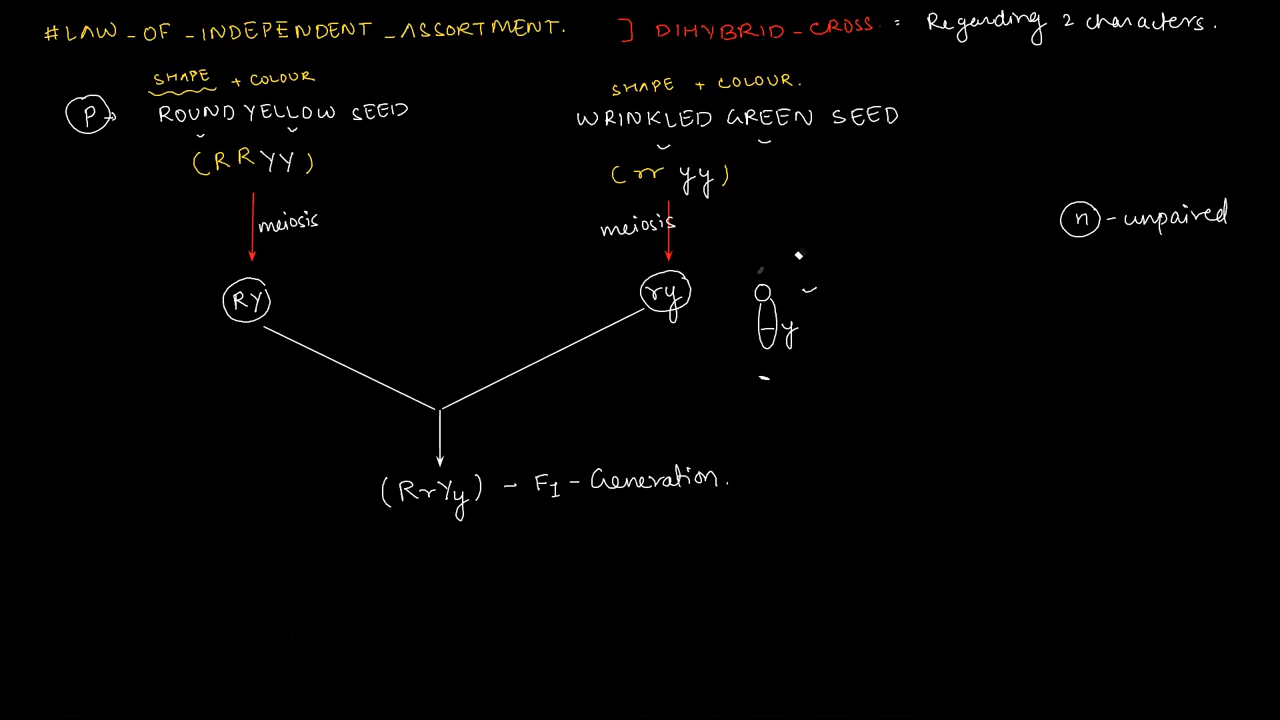 #LAW-OF-INDEPENDENT-ASSORTMENT. ] DIHYBRID-CROSS. = Regarding 2 characters.
SHAPE + COLOUR
SHAPE + COLOUR.
P ROUND YELLOW SEED
WRINKLED GREEN SEED
(RRYY)
(rr yy)
n - unpaired
meiosis
meiosis
RY
ry
y
(RrYy) - F1 - Generation.